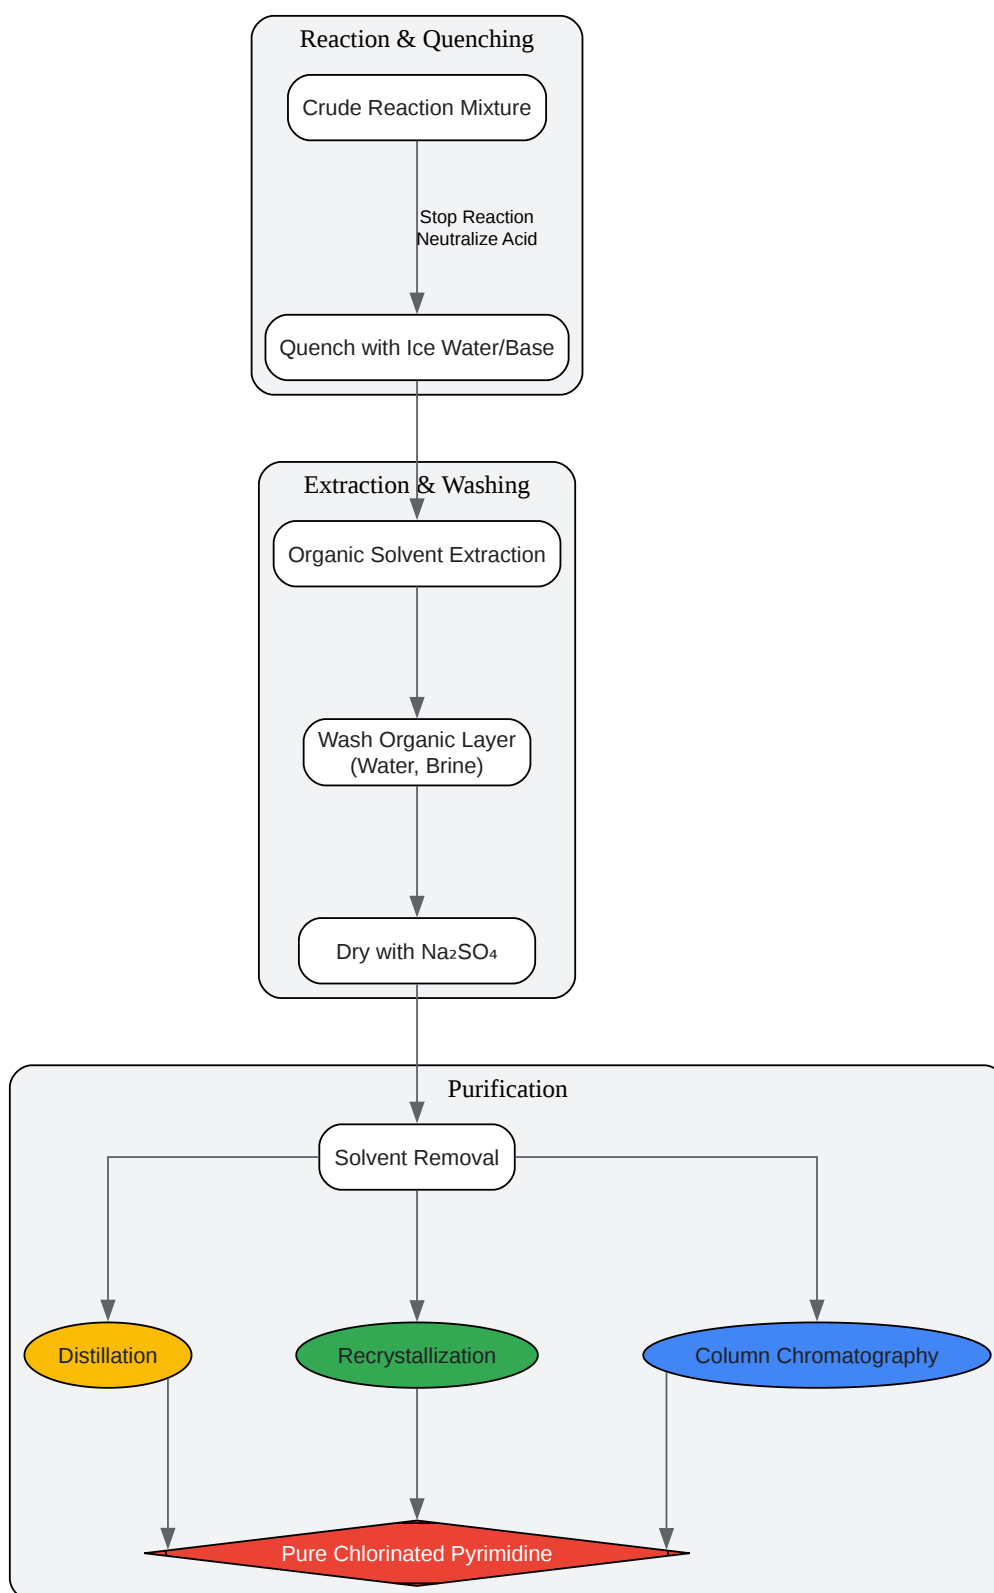 Reaction & Quenching
Crude Reaction Mixture
Stop Reaction
Neutralize Acid
Quench with Ice Water/Base
Extraction & Washing
Organic Solvent Extraction
Wash Organic Layer
(Water, Brine)
Dry with Na₂SO₄
Purification
Solvent Removal
Distillation
Recrystallization
Column Chromatography
Pure Chlorinated Pyrimidine